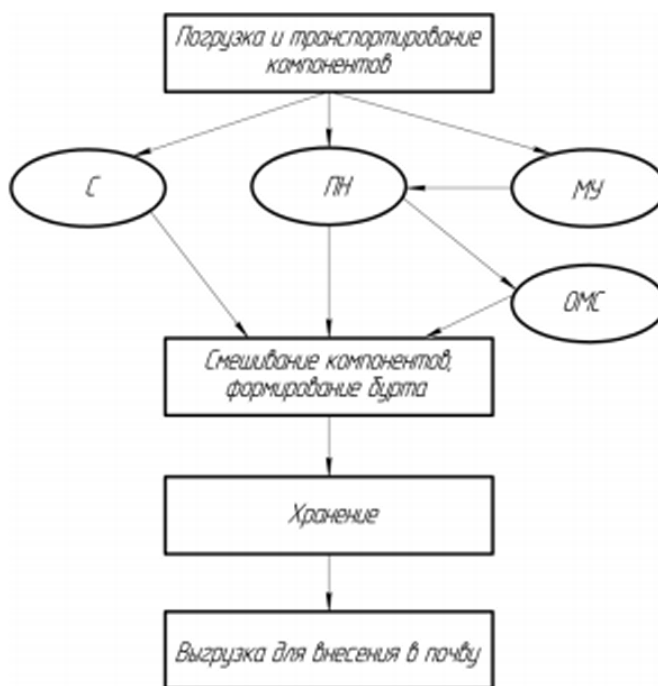 Погрузка и транспортирование
компонентов
С
ПН
МУ
ОМС
Смешивание компонентов,
формирование бурта
Хранение
Выгрузка для внесения в почву